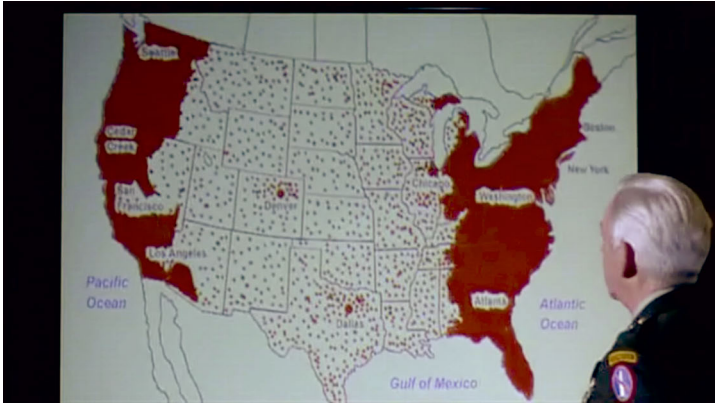 Seattle
Cedar
Creek
San
Francisco
Los Angeles
Denver
Dallas
Chicago
Washington
Boston
New York
Atlanta
Pacific
Ocean
Atlantic
Ocean
Gulf of Mexico